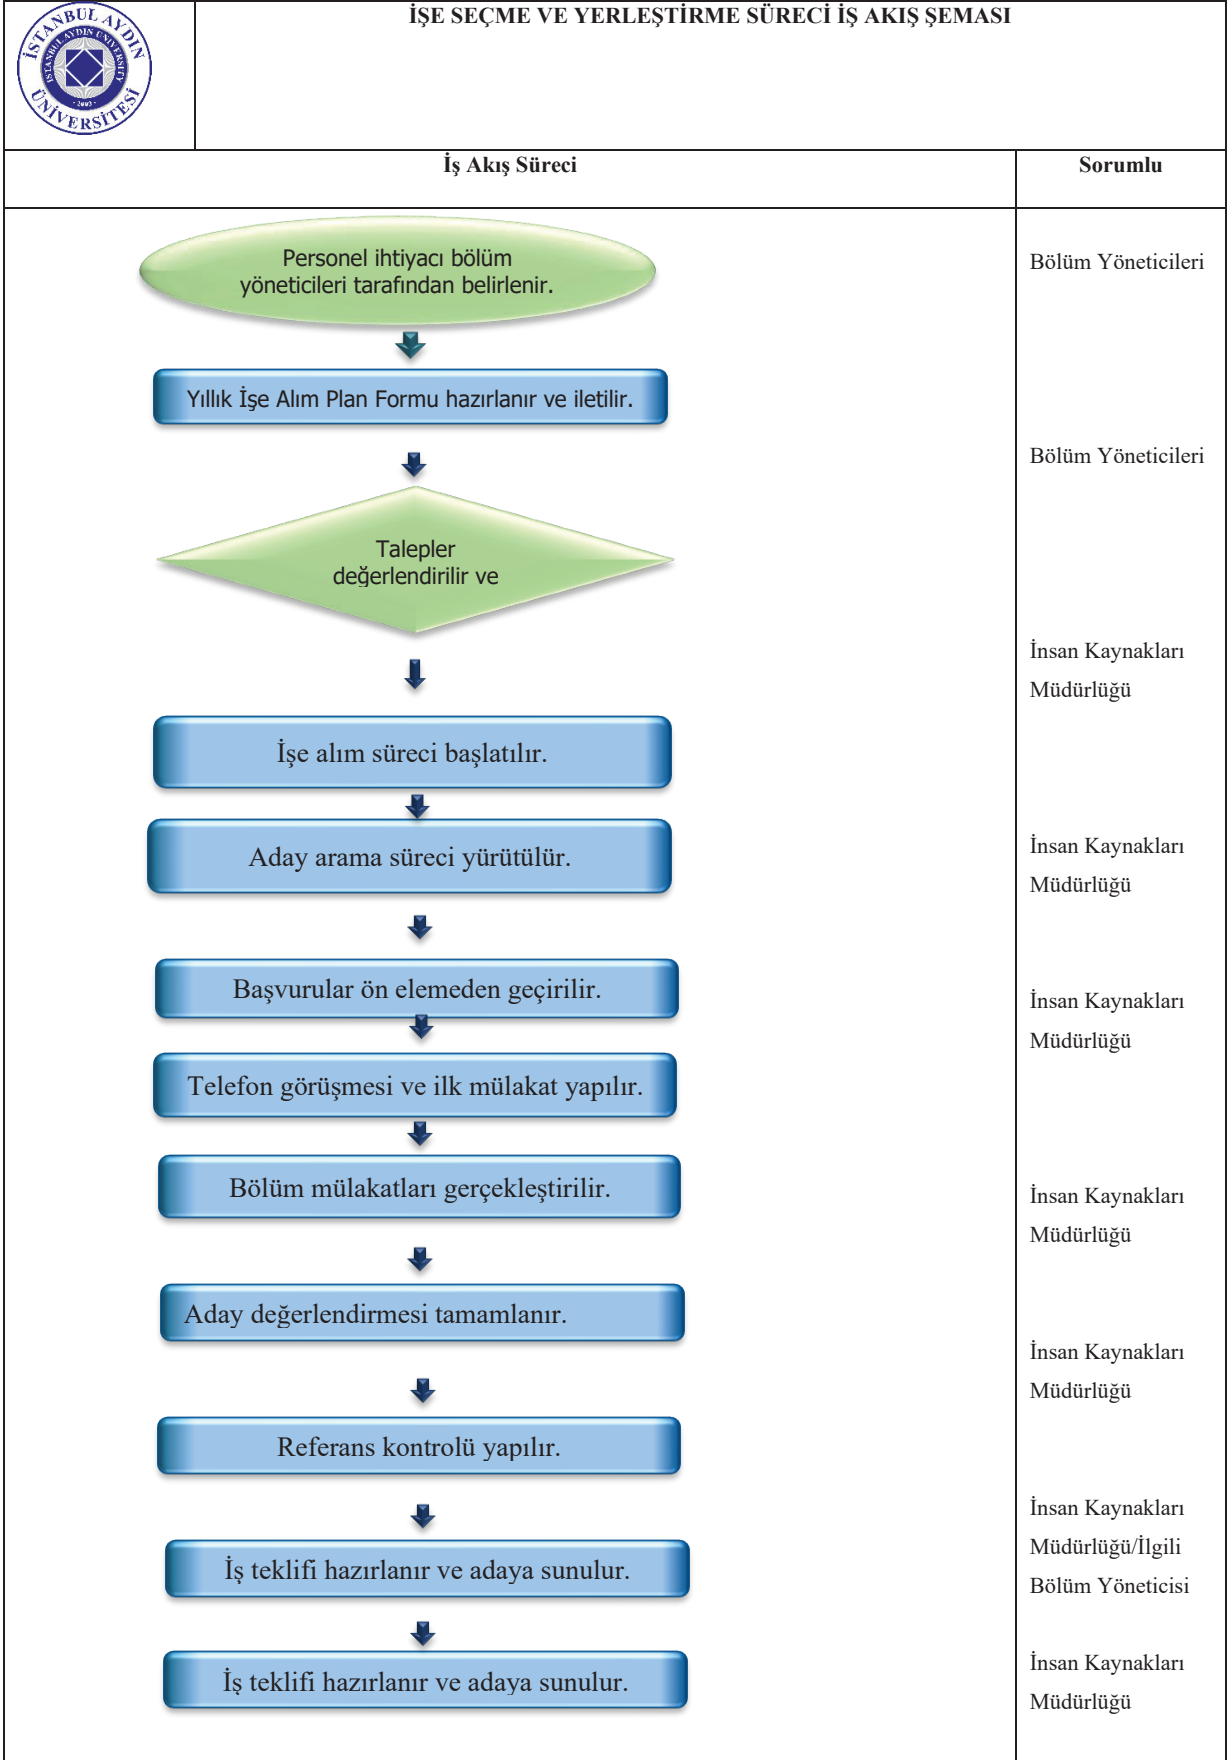 İSTANBUL AYDIN ÜNİVERSİTESİ
ISTANBUL AYDIN UNIVERSITY
· 2003 ·
İŞE SEÇME VE YERLEŞTİRME SÜRECİ İŞ AKIŞ ŞEMASI
İş Akış Süreci
Sorumlu
Personel ihtiyacı bölüm
yöneticileri tarafından belirlenir.
Bölüm Yöneticileri
Yıllık İşe Alım Plan Formu hazırlanır ve iletilir.
Bölüm Yöneticileri
Talepler
değerlendirilir ve
İnsan Kaynakları
Müdürlüğü
İşe alım süreci başlatılır.
Aday arama süreci yürütülür.
İnsan Kaynakları
Müdürlüğü
Başvurular ön elemeden geçirilir.
İnsan Kaynakları
Müdürlüğü
Telefon görüşmesi ve ilk mülakat yapılır.
Bölüm mülakatları gerçekleştirilir.
İnsan Kaynakları
Müdürlüğü
Aday değerlendirmesi tamamlanır.
İnsan Kaynakları
Müdürlüğü
Referans kontrolü yapılır.
İnsan Kaynakları
Müdürlüğü/İlgili
Bölüm Yöneticisi
İş teklifi hazırlanır ve adaya sunulur.
İş teklifi hazırlanır ve adaya sunulur.
İnsan Kaynakları
Müdürlüğü